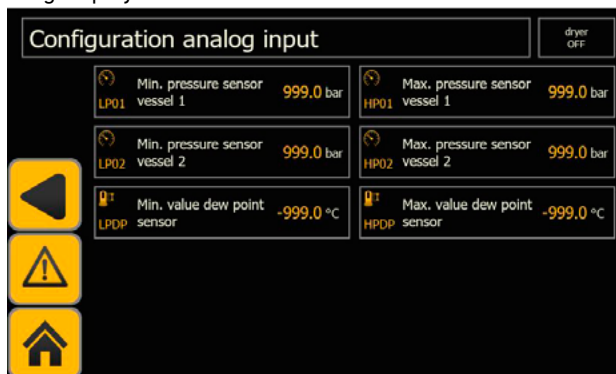 Configuration analog input
dryer
OFF
Min. pressure sensor
LP01 vessel 1 999.0 bar
Max. pressure sensor
HP01 vessel 1 999.0 bar
Min. pressure sensor
LP02 vessel 2 999.0 bar
Max. pressure sensor
HP02 vessel 2 999.0 bar
Min. value dew point
LPDP sensor -999.0 °C
Max. value dew point
HPDP sensor -999.0 °C